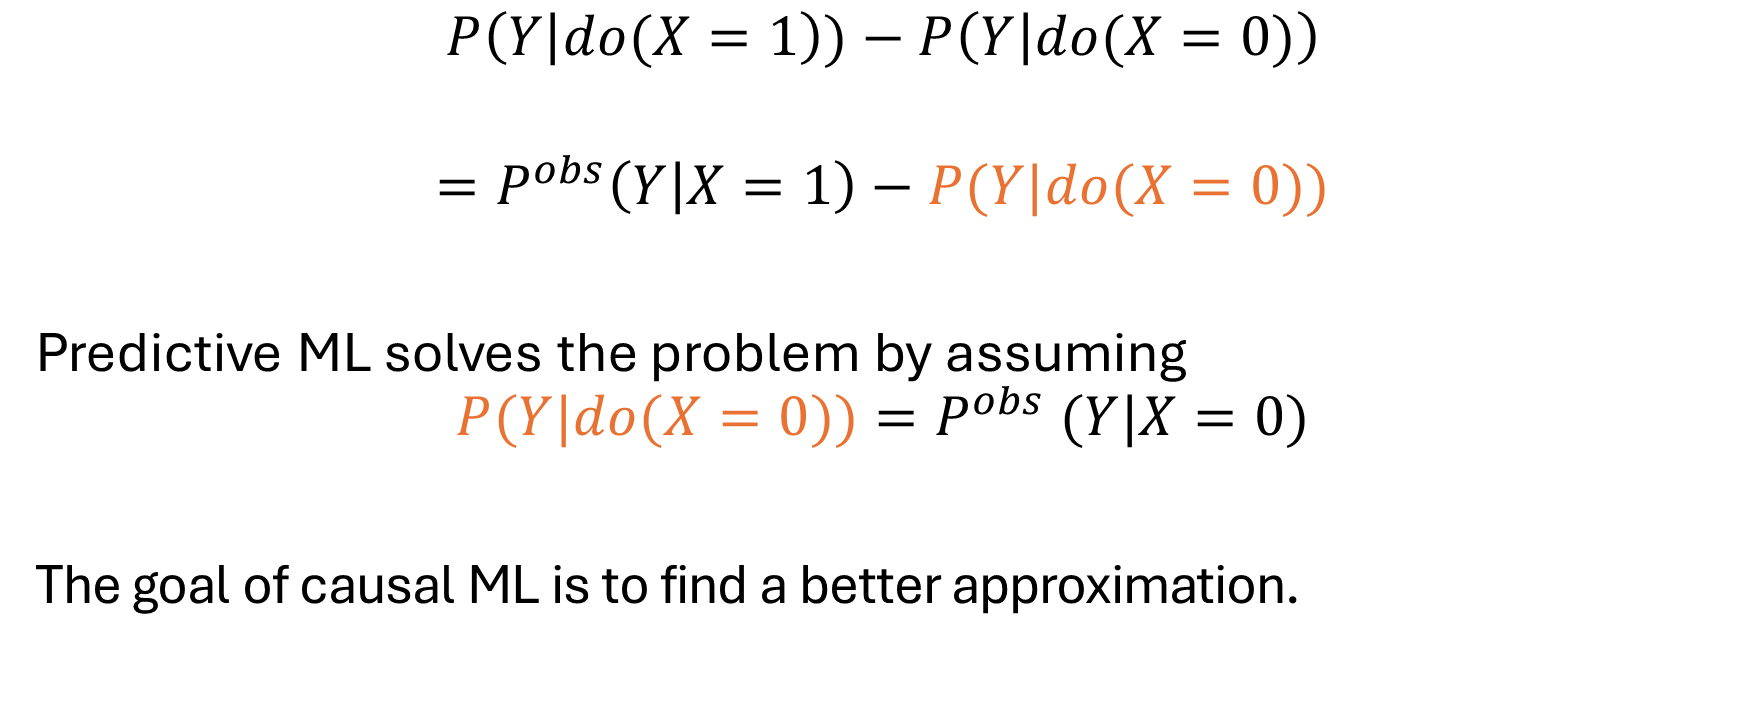 P(Y|do(X = 1)) − P(Y|do(X = 0))
= P^obs(Y|X = 1) − P(Y|do(X = 0))
Predictive ML solves the problem by assuming
P(Y|do(X = 0)) = P^obs (Y|X = 0)
The goal of causal ML is to find a better approximation.